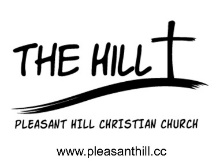 THE HILL
PLEASANT HILL CHRISTIAN CHURCH
www.pleasanthill.cc